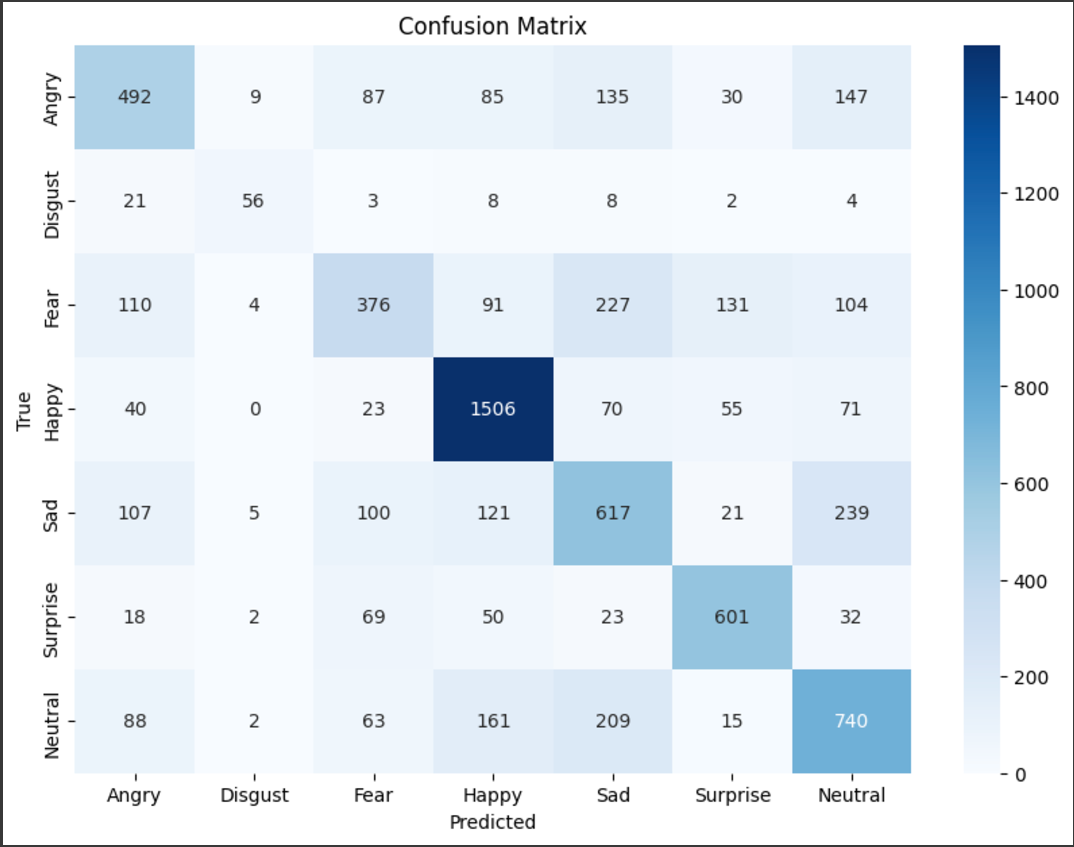 Confusion Matrix
Angry 492 9 87 85 135 30 147
Disgust 21 56 3 8 8 2 4
Fear 110 4 376 91 227 131 104
Happy 40 0 23 1506 70 55 71
Sad 107 5 100 121 617 21 239
Surprise 18 2 69 50 23 601 32
Neutral 88 2 63 161 209 15 740
True
Angry Disgust Fear Happy Sad Surprise Neutral
Predicted
1400
1200
1000
800
600
400
200
0